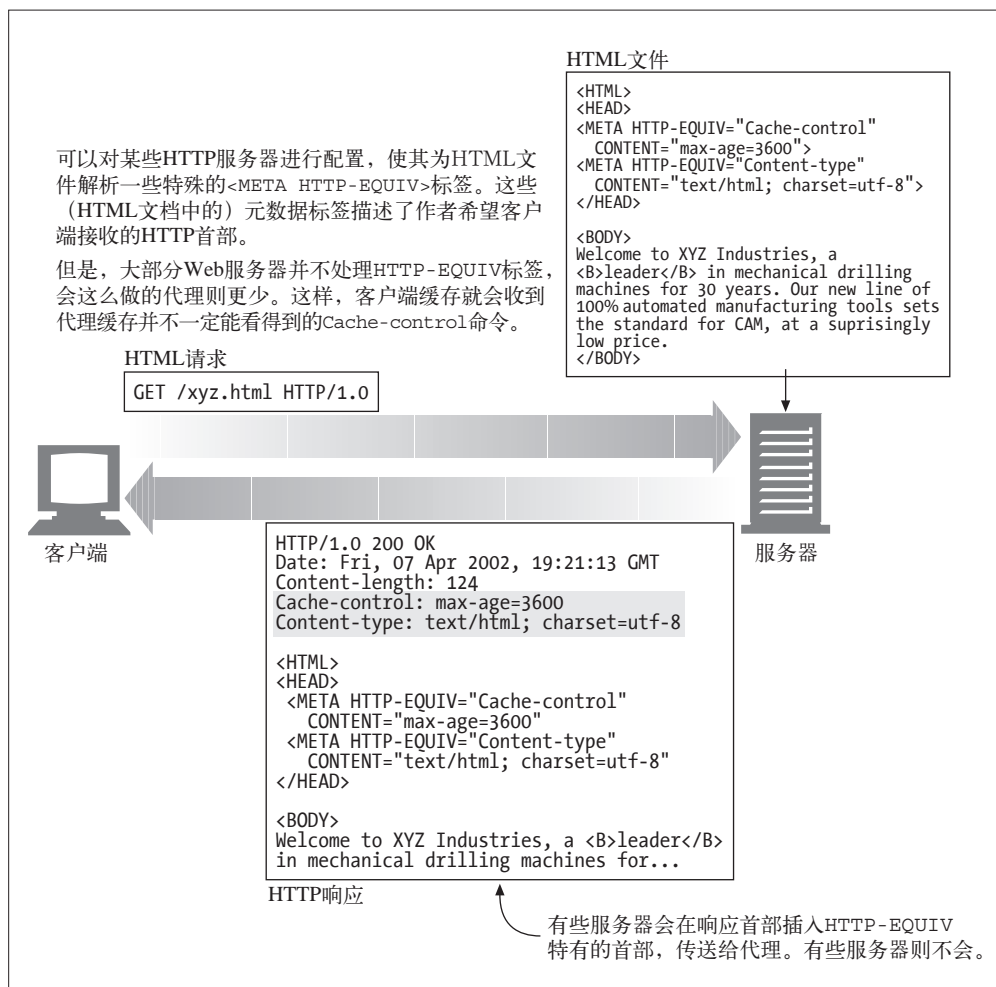 HTML文件
<HTML>
<HEAD>
<META HTTP-EQUIV="Cache-control"
CONTENT="max-age=3600">
<META HTTP-EQUIV="Content-type"
CONTENT="text/html; charset=utf-8">
</HEAD>
<BODY>
Welcome to XYZ Industries, a
<B>leader</B> in mechanical drilling
machines for 30 years. Our new line of
100% automated manufacturing tools sets
the standard for CAM, at a suprisingly
low price.
</BODY>
可以对某些HTTP服务器进行配置，使其为HTML文
件解析一些特殊的<META HTTP-EQUIV>标签。这些
（HTML文档中的）元数据标签描述了作者希望客户
端接收的HTTP首部。
但是，大部分Web服务器并不处理HTTP-EQUIV标签，
会这么做的代理则更少。这样，客户端缓存就会收到
代理缓存并不一定能看得到的Cache-control命令。
HTML请求
GET /xyz.html HTTP/1.0
客户端
服务器
HTTP/1.0 200 OK
Date: Fri, 07 Apr 2002, 19:21:13 GMT
Content-length: 124
Cache-control: max-age=3600
Content-type: text/html; charset=utf-8
<HTML>
<HEAD>
<META HTTP-EQUIV="Cache-control"
CONTENT="max-age=3600"
<META HTTP-EQUIV="Content-type"
CONTENT="text/html; charset=utf-8"
</HEAD>
<BODY>
Welcome to XYZ Industries, a <B>leader</B>
in mechanical drilling machines for...
HTTP响应
有些服务器会在响应首部插入HTTP-EQUIV
特有的首部，传送给代理。有些服务器则不会。